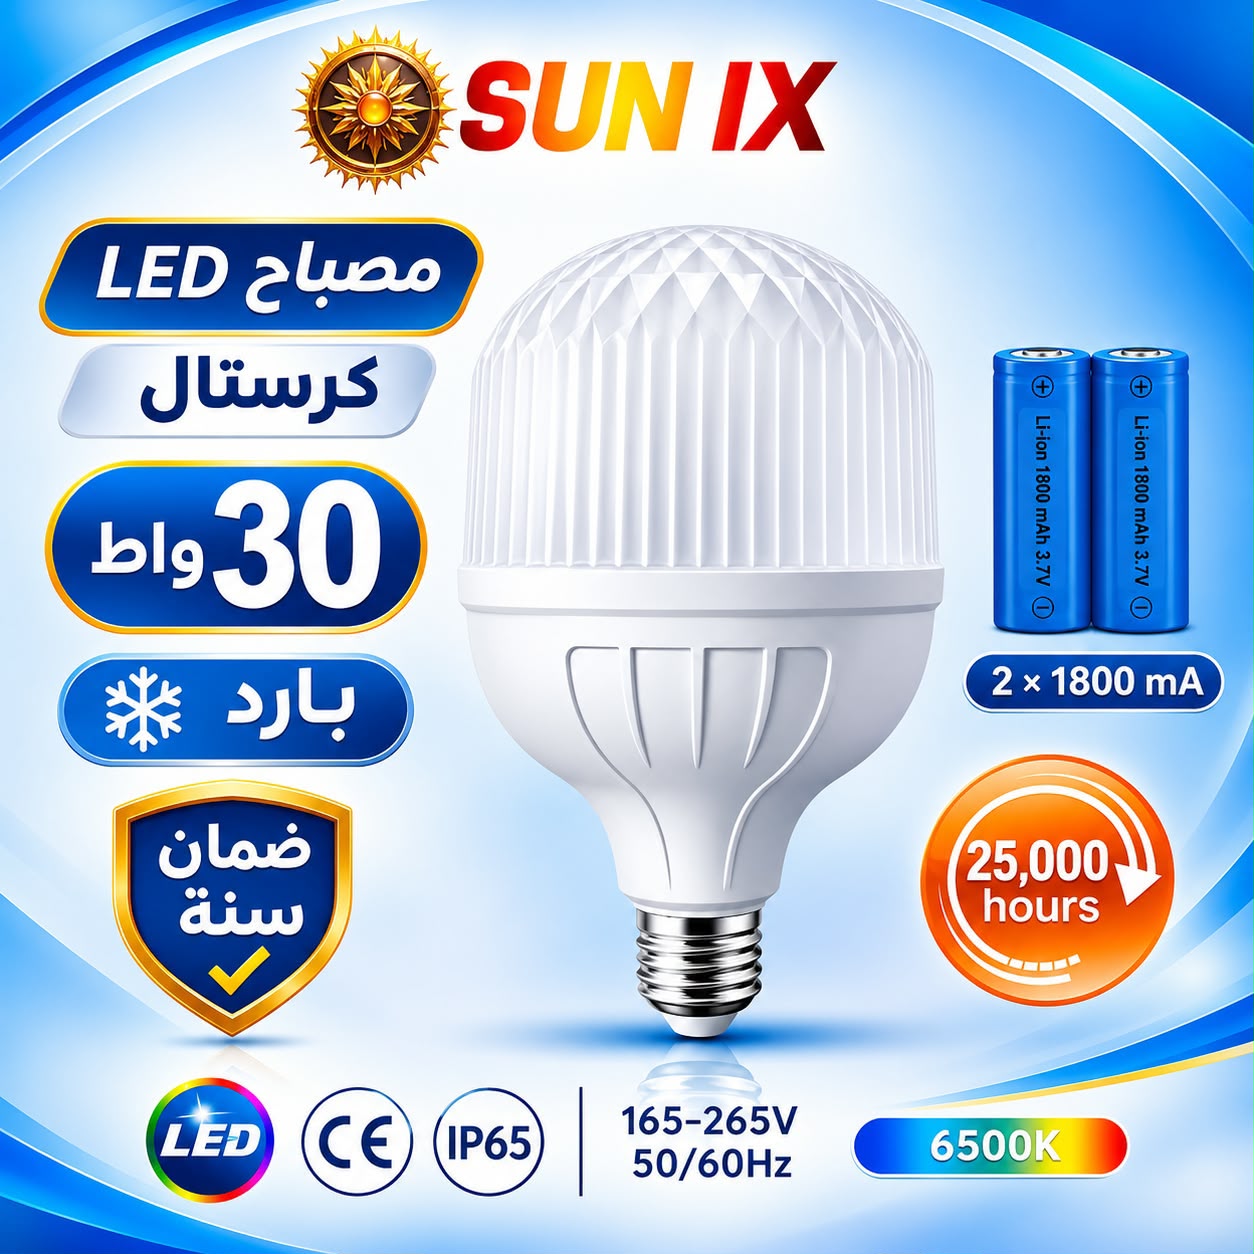 SUN IX
مصباح LED
كرستال
30 واط
بارد
ضمان
سنة
Li-ion 1800 mAh 3.7V
Li-ion 1800 mAh 3.7V
2 × 1800 mA
25,000
hours
LED
CE
IP65
165-265V
50/60Hz
6500K